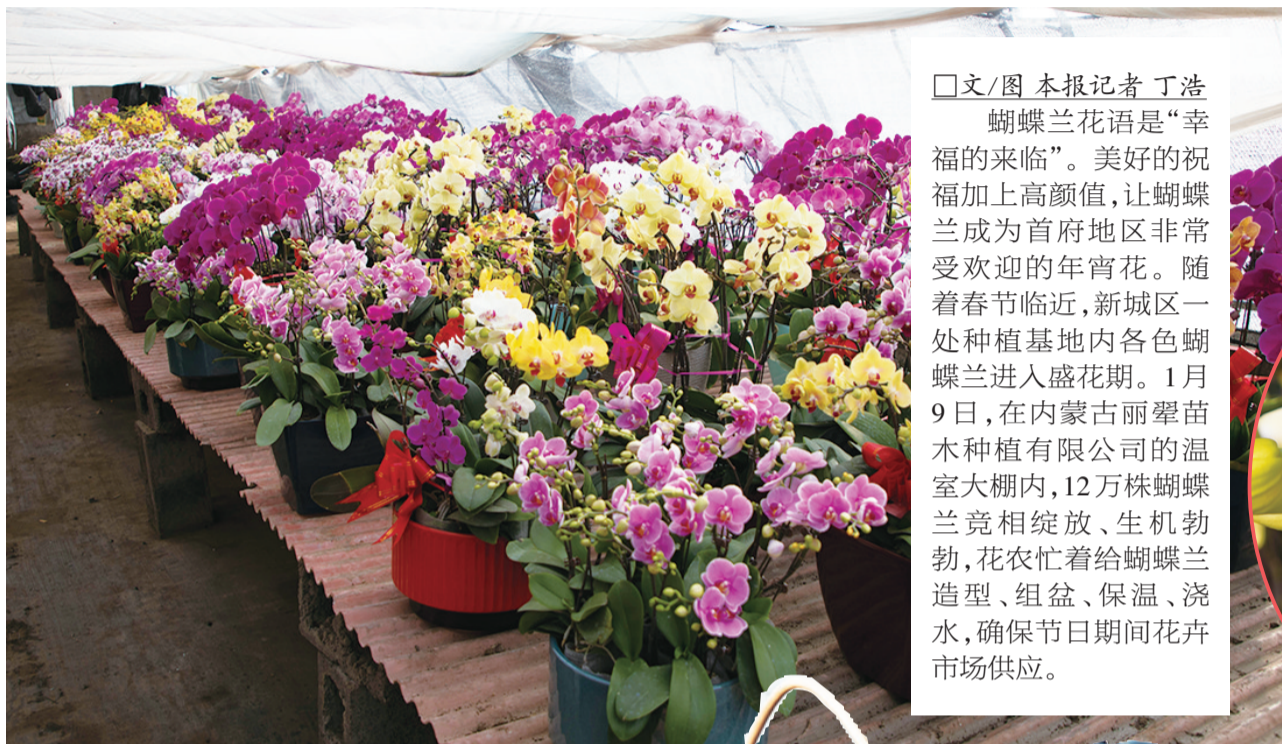 □文/图 本报记者 丁浩
蝴蝶兰花语是“幸
福的来临”。美好的祝
福加上高颜值，让蝴蝶
兰成为首府地区非常
受欢迎的年宵花。随
着春节临近，新城区一
处种植基地内各色蝴
蝶兰进入盛花期。1月
9日，在内蒙古丽翚苗
木种植有限公司的温
室大棚内，12万株蝴蝶
兰竞相绽放、生机勃
勃，花农忙着给蝴蝶兰
造型、组盆、保温、浇
水，确保节日期间花卉
市场供应。